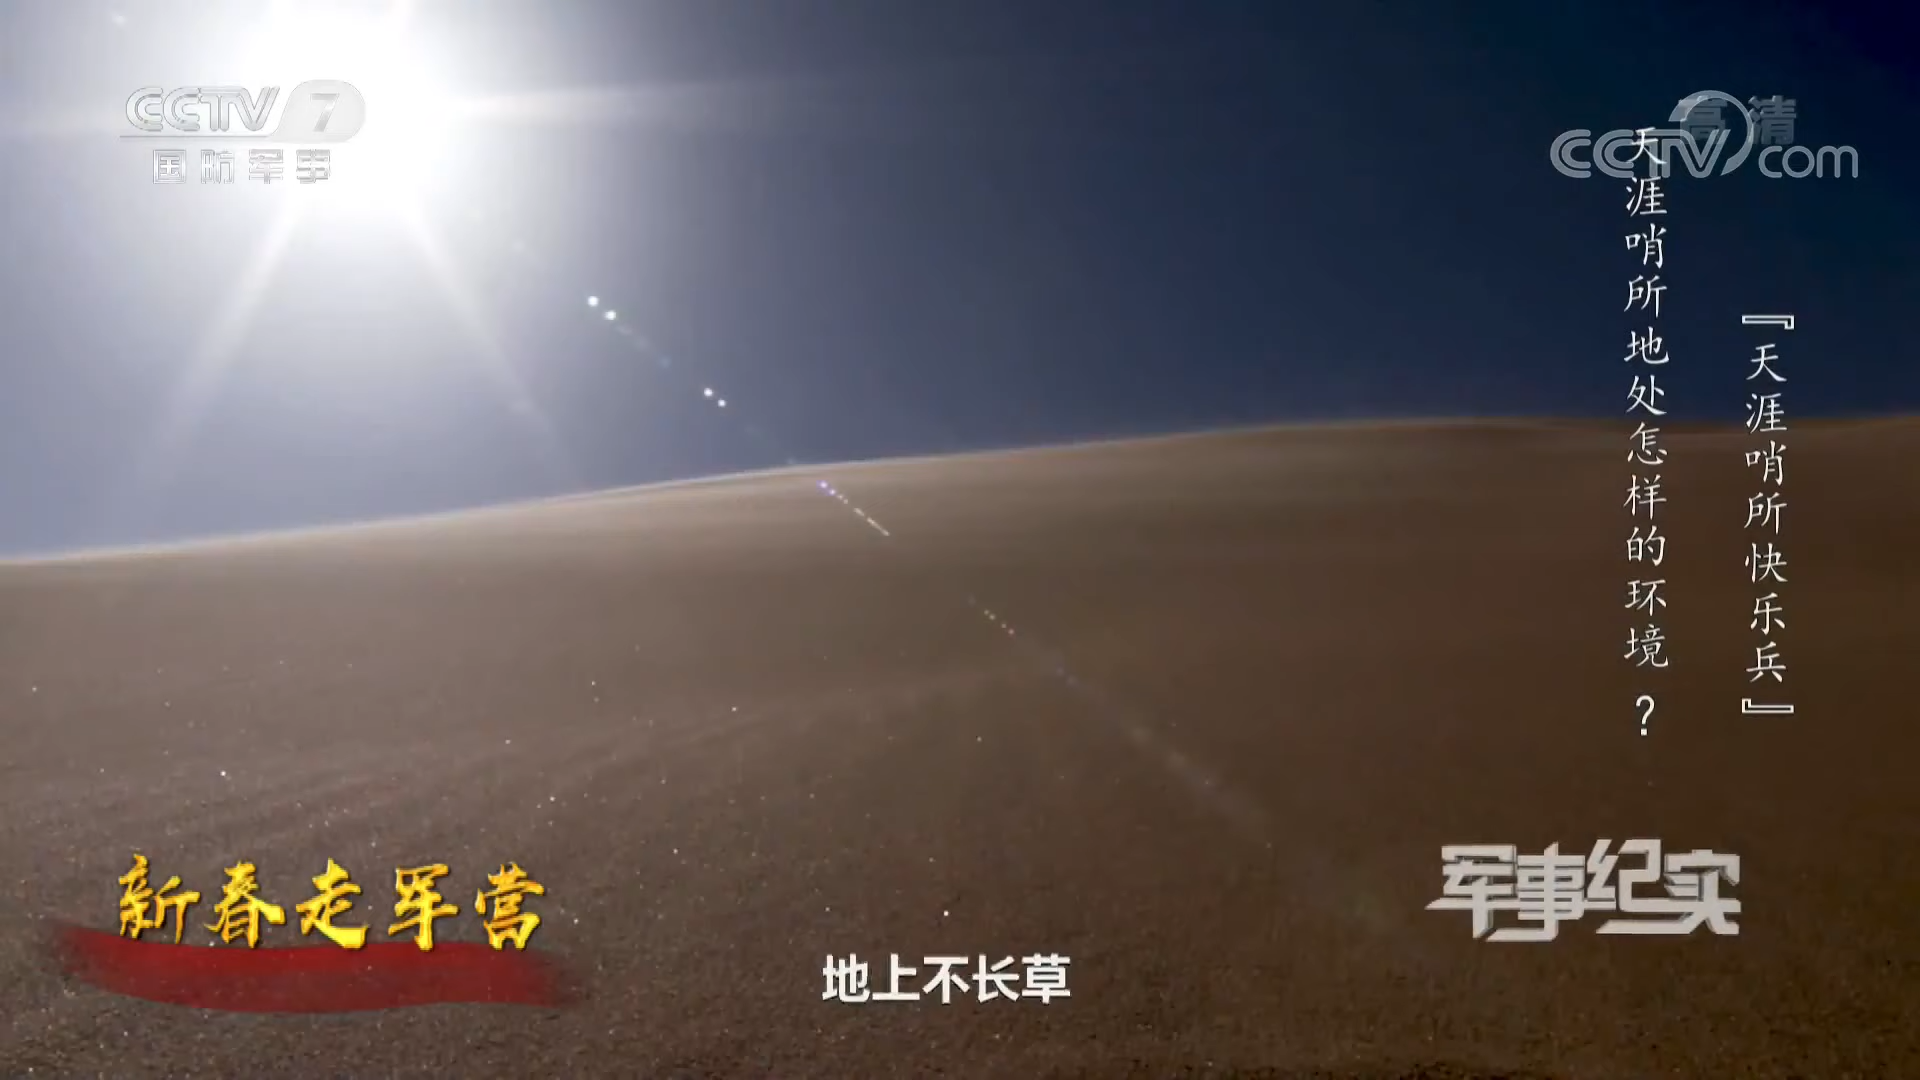 CCTV 7
国防军事
高清
CCTV com
天涯哨所地处怎样的环境?
『天涯哨所快乐兵』
新春走军营
军事纪实
地上不长草